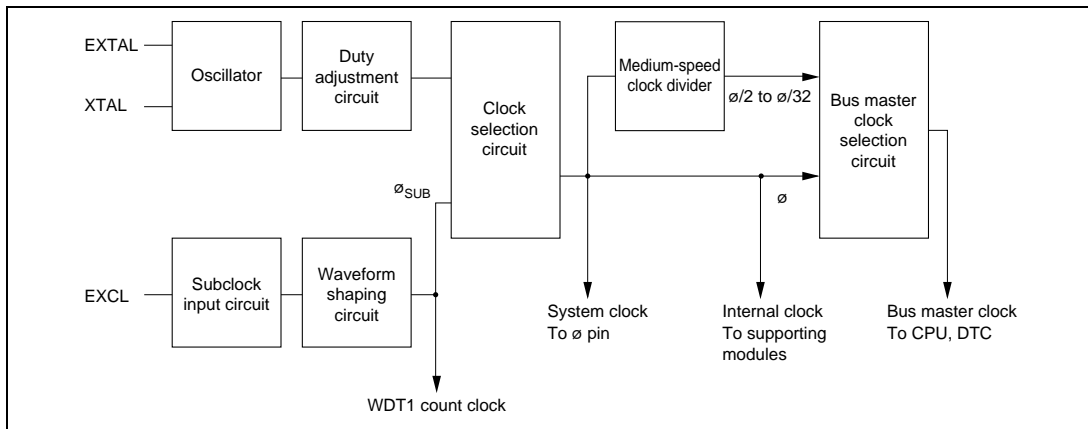 EXTAL
XTAL
Oscillator
Duty
adjustment
circuit
Clock
selection
circuit
Medium-speed
clock divider
ø/2 to ø/32
Bus master
clock
selection
circuit
ø
øSUB
EXCL
Subclock
input circuit
Waveform
shaping
circuit
System clock
To ø pin
Internal clock
To supporting
modules
Bus master clock
To CPU, DTC
WDT1 count clock